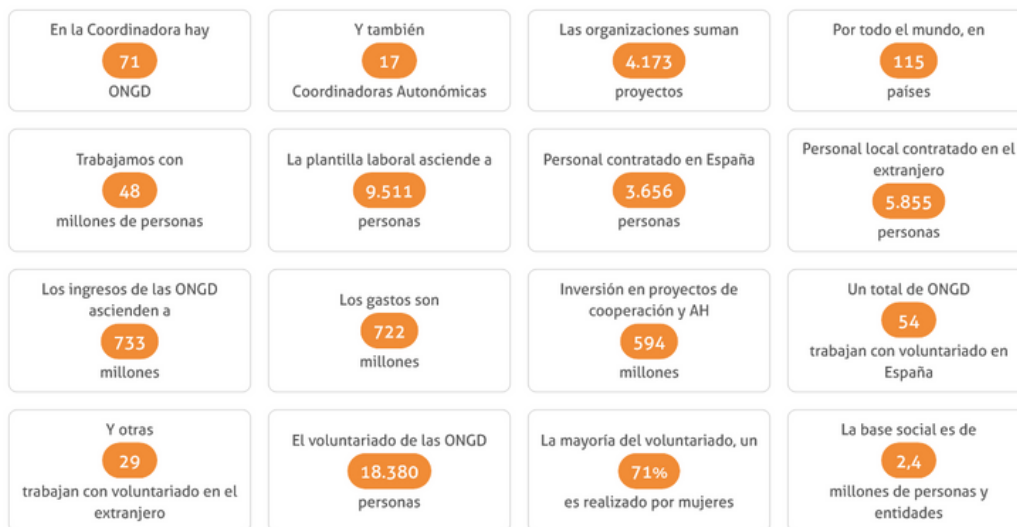 En la Coordinadora hay
71
ONGD
Y también
17
Coordinadoras Autonómicas
Las organizaciones suman
4.173
proyectos
Por todo el mundo, en
115
países
Trabajamos con
48
millones de personas
La plantilla laboral asciende a
9.511
personas
Personal contratado en España
3.656
personas
Personal local contratado en el
extranjero
5.855
personas
Los ingresos de las ONGD
ascienden a
733
millones
Los gastos son
722
millones
Inversión en proyectos de
cooperación y AH
594
millones
Un total de ONGD
54
trabajan con voluntariado en
España
Y otras
29
trabajan con voluntariado en el
extranjero
El voluntariado de las ONGD
18.380
personas
La mayoría del voluntariado, un
71%
es realizado por mujeres
La base social es de
2,4
millones de personas y
entidades